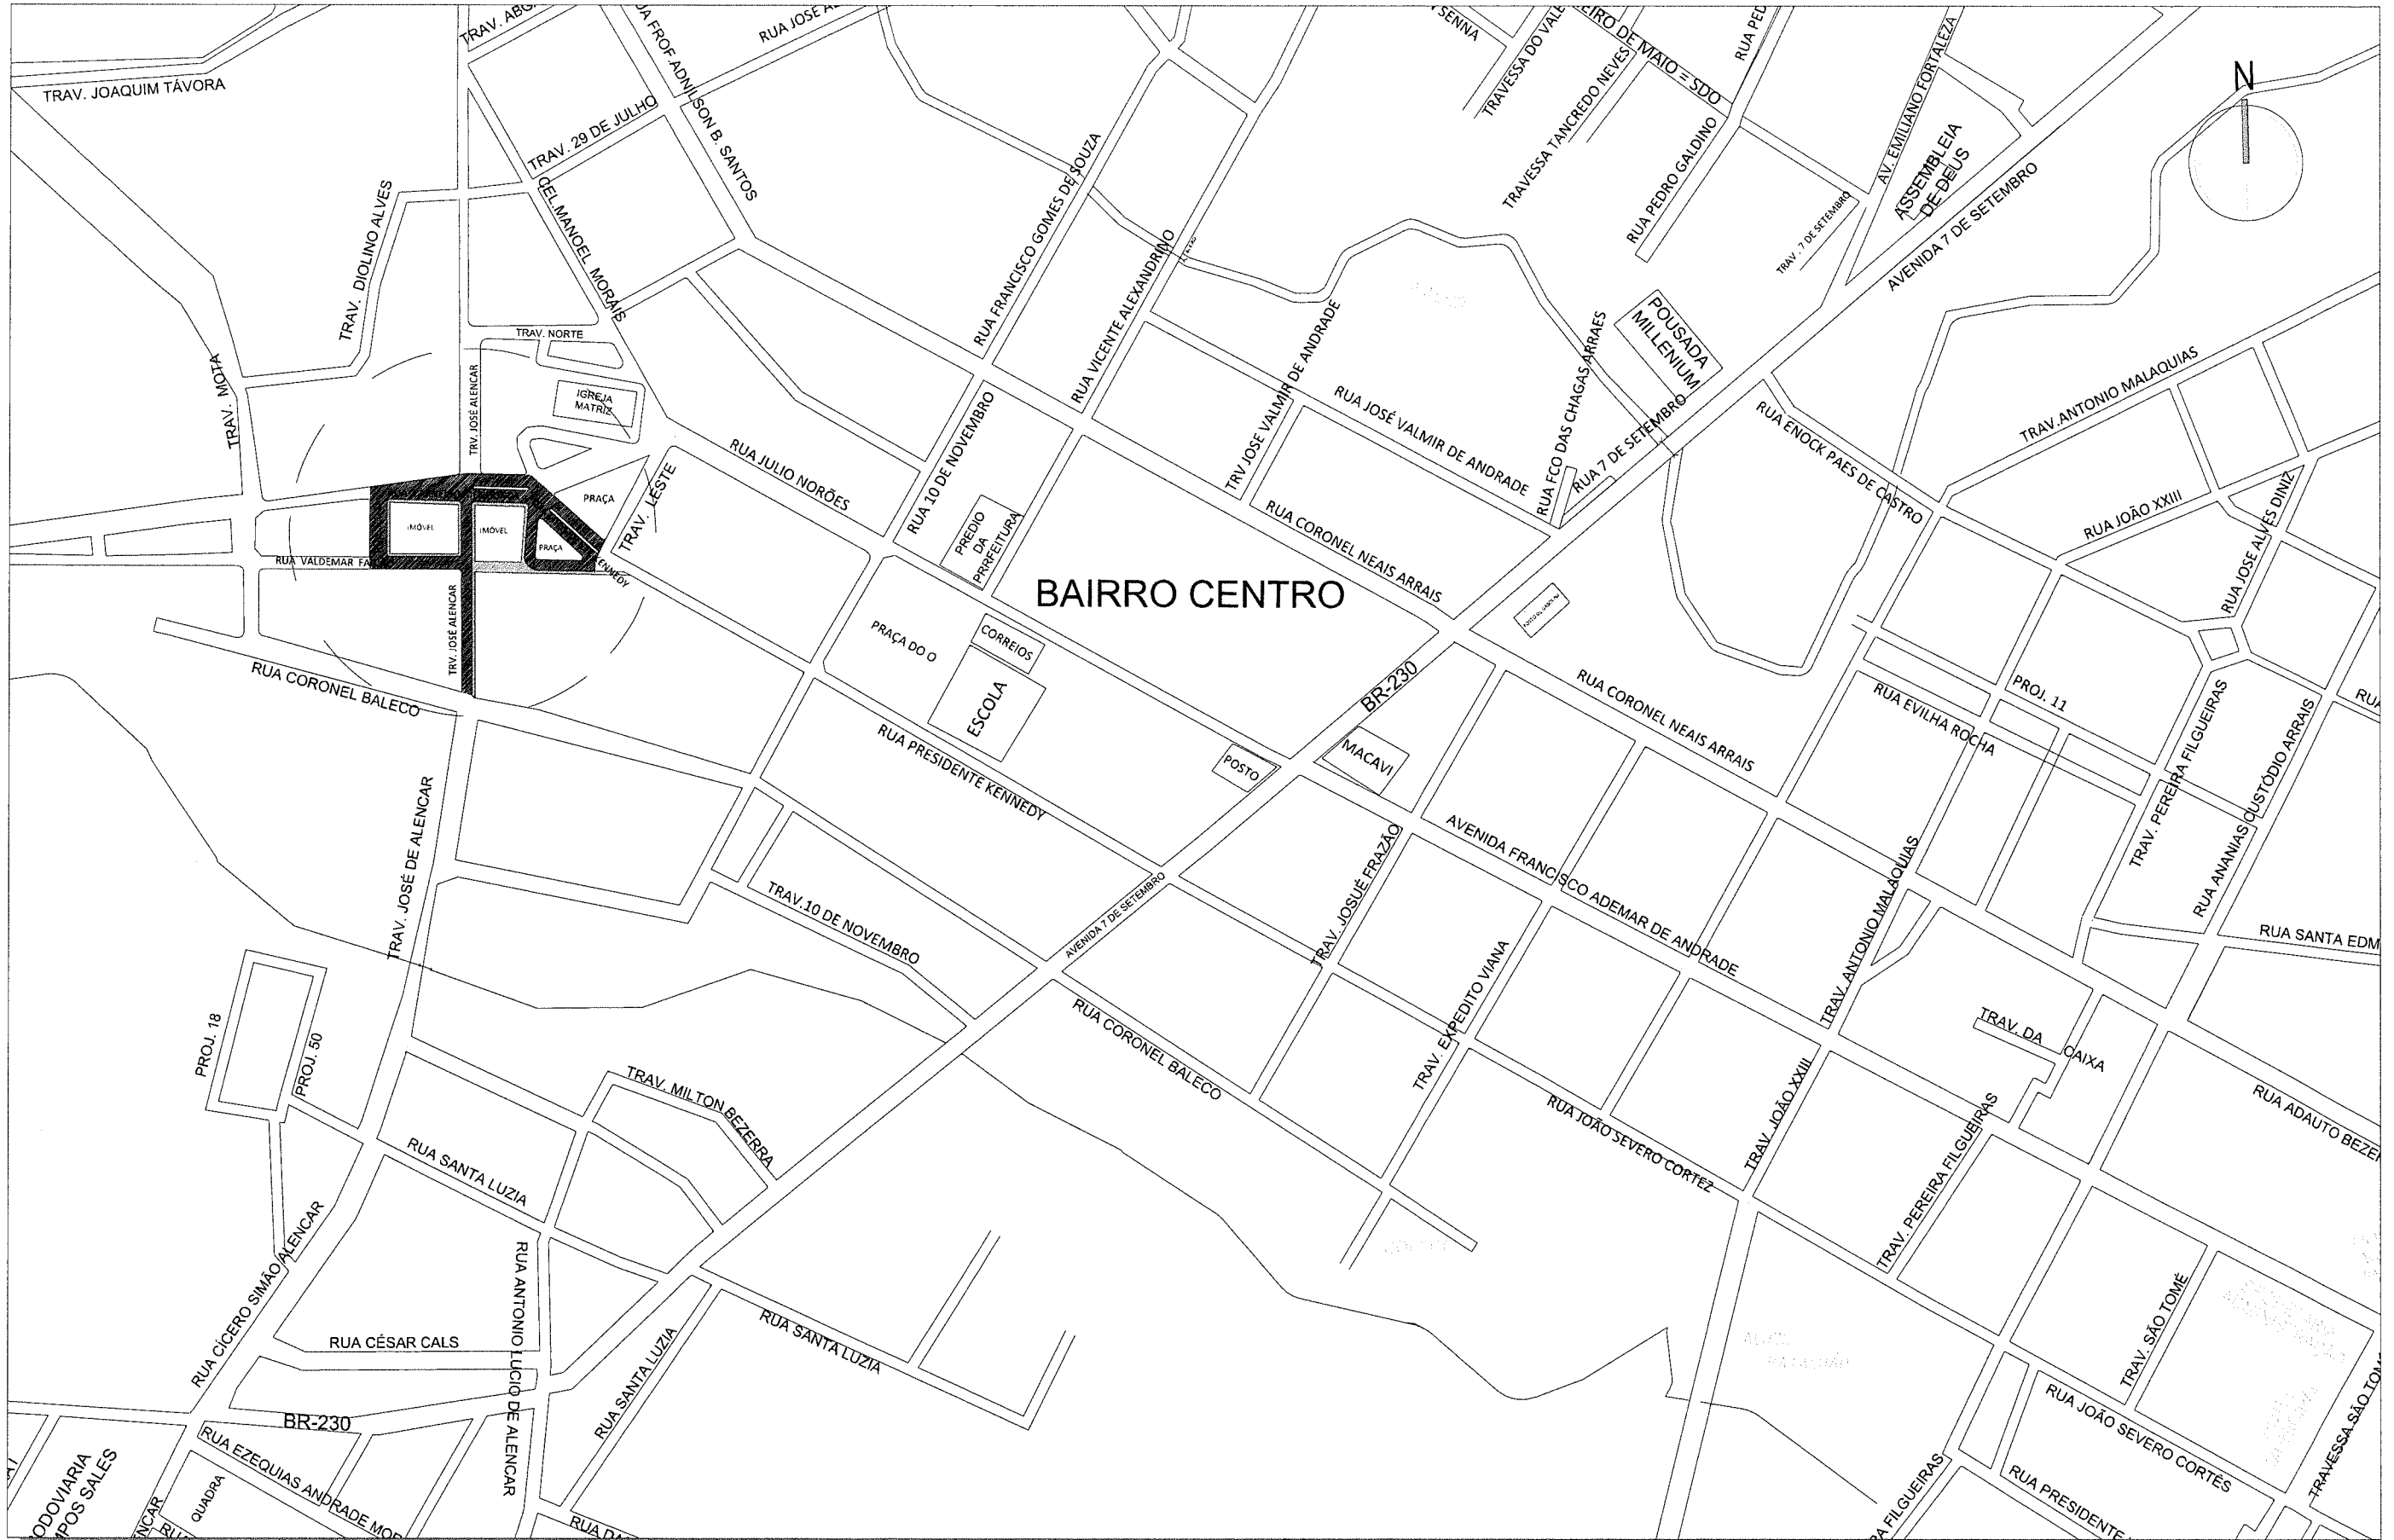 TRAV. JOAQUIM TÁVORA
TRAV. 29 DE JULHO
CEL.MANOEL MORAIS
TRAV. DIOLINO ALVES
TRAV. NORTE
TRAV. MOTA
TRV. JOSÉ ALENCAR
IGREJA
MATRIZ
PRAÇA
TRAV. LESTE
IMÓVEL
IMÓVEL
PRAÇA
TRV. JOSÉ ALENCAR
RUA CORONEL BALECO
RUA JULIO NORÕES
RUA FRANCISCO GOMES DE SOUZA
RUA VICENTE ALEXANDRINO
RUA 10 DE NOVEMBRO
PREDIO
DA
PRRFEITURA
BAIRRO CENTRO
PRAÇA DO O
CORREIOS
ESCOLA
RUA PRESIDENTE KENNEDY
POSTO
MACAVI
BR-230
TRAVESSA TANCREDO NEVES
RUA PEDRO GALDINO
TRAV. 7 DE SETEMBRO
AV. EMILIANO FORTALEZA
ASSEMBLEIA
DE DEUS
AVENIDA 7 DE SETEMBRO
N
POUSADA
MILLENIUM
RUA FCO DAS CHAGAS ARRAES
RUA 7 DE SETEMBRO
TRV JOSE VALMIR DE ANDRADE
RUA JOSÉ VALMIR DE ANDRADE
RUA CORONEL NEAIS ARRAIS
RUA ENOCK PAES DE CASTRO
TRAV.ANTONIO MALAQUIAS
RUA JOÃO XXIII
RUA JOSE ALVES DINIZ
RUA CORONEL NEAIS ARRAIS
RUA EVILHA ROCHA
PROJ. 11
TRAV. PEREIRA FILGUEIRAS
RUA ANANIAS CUSTÓDIO ARRAIS
RUA SANTA EDM
TRAV. JOSÉ DE ALENCAR
TRAV.10 DE NOVEMBRO
AVENIDA 7 DE SETEMBRO
TRAV. JOSUÉ FRAZÃO
AVENIDA FRANCISCO ADEMAR DE ANDRADE
TRAV. ANTONIO MALAQUIAS
TRAV. EXPEDITO VIANA
RUA CORONEL BALECO
RUA JOÃO SEVERO CORTEZ
TRAV. JOÃO XXIII
TRAV. DA CAIXA
TRAV. PEREIRA FILGUEIRAS
RUA ADAUTO BEZE
PROJ. 18
PROJ. 50
TRAV. MILTON BEZERRA
RUA SANTA LUZIA
RUA CÍCERO SIMÃO ALENCAR
RUA CÉSAR CALS
RUA ANTONIO LUCIO DE ALENCAR
RUA SANTA LUZIA
RUA SANTA LUZIA
BR-230
RUA EZEQUIAS ANDRADE MOR
QUADRA
ODOVIARIA
MPOS SALES
TRAV. SÃO TOMÉ
RUA JOÃO SEVERO CORTÊS
TRAVESSA SÃO TOM
RUA PRESIDENTE
RA FILGUEIRAS